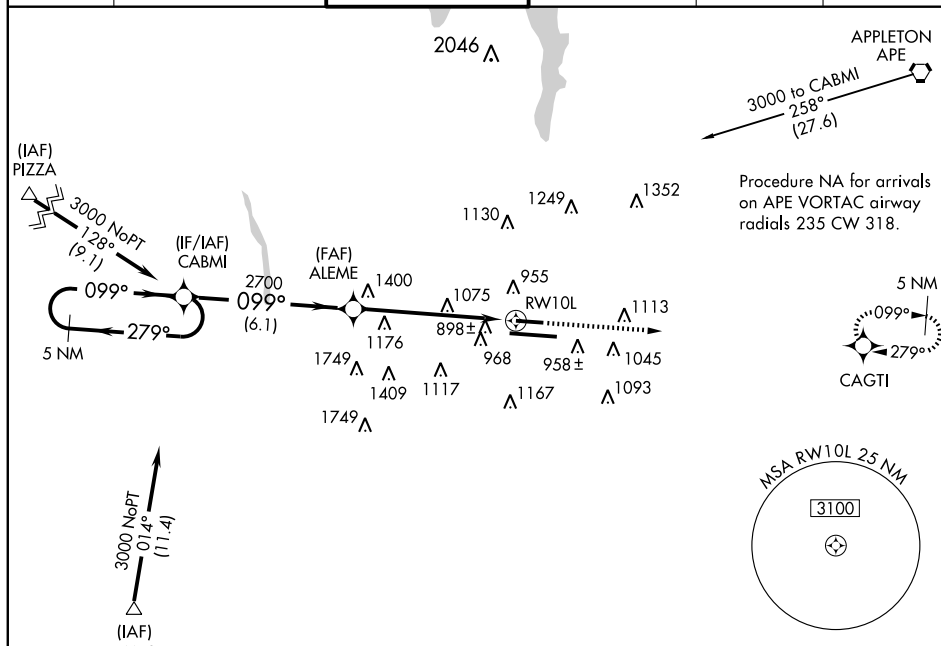 2046
APPLETON
APE
3000 to CABMI
258°
(27.6)
(IAF)
PIZZA
3000 NoPT
128°
(9.1)
Procedure NA for arrivals
on APE VORTAC airway
radials 235 CW 318.
1249
1352
1130
(IF/IAF)
CABMI
(FAF)
ALEME
2700
099°
(6.1)
1400
955
5 NM
099°
279°
5 NM
1075
RW10L
1113
099°
279°
CAGTI
1176
898±
968
958±
1045
1749
1409
1117
1167
1093
1749
MSA RW10L 25 NM
3100
3000 NoPT
014°
(11.4)
(IAF)